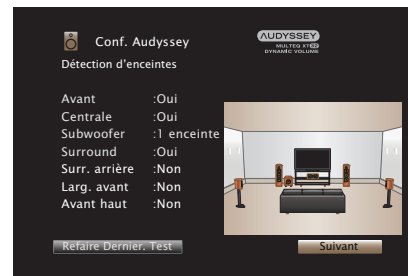 Conf. Audyssey
AUDYSSEY
MULTEQ XT32
DYNAMIC VOLUME
Détection d'enceintes
Avant :Oui
Centrale :Oui
Subwoofer :1 enceinte
Surround :Oui
Surr. arrière :Non
Larg. avant :Non
Avant haut :Non
Refaire Dernier. Test
Suivant